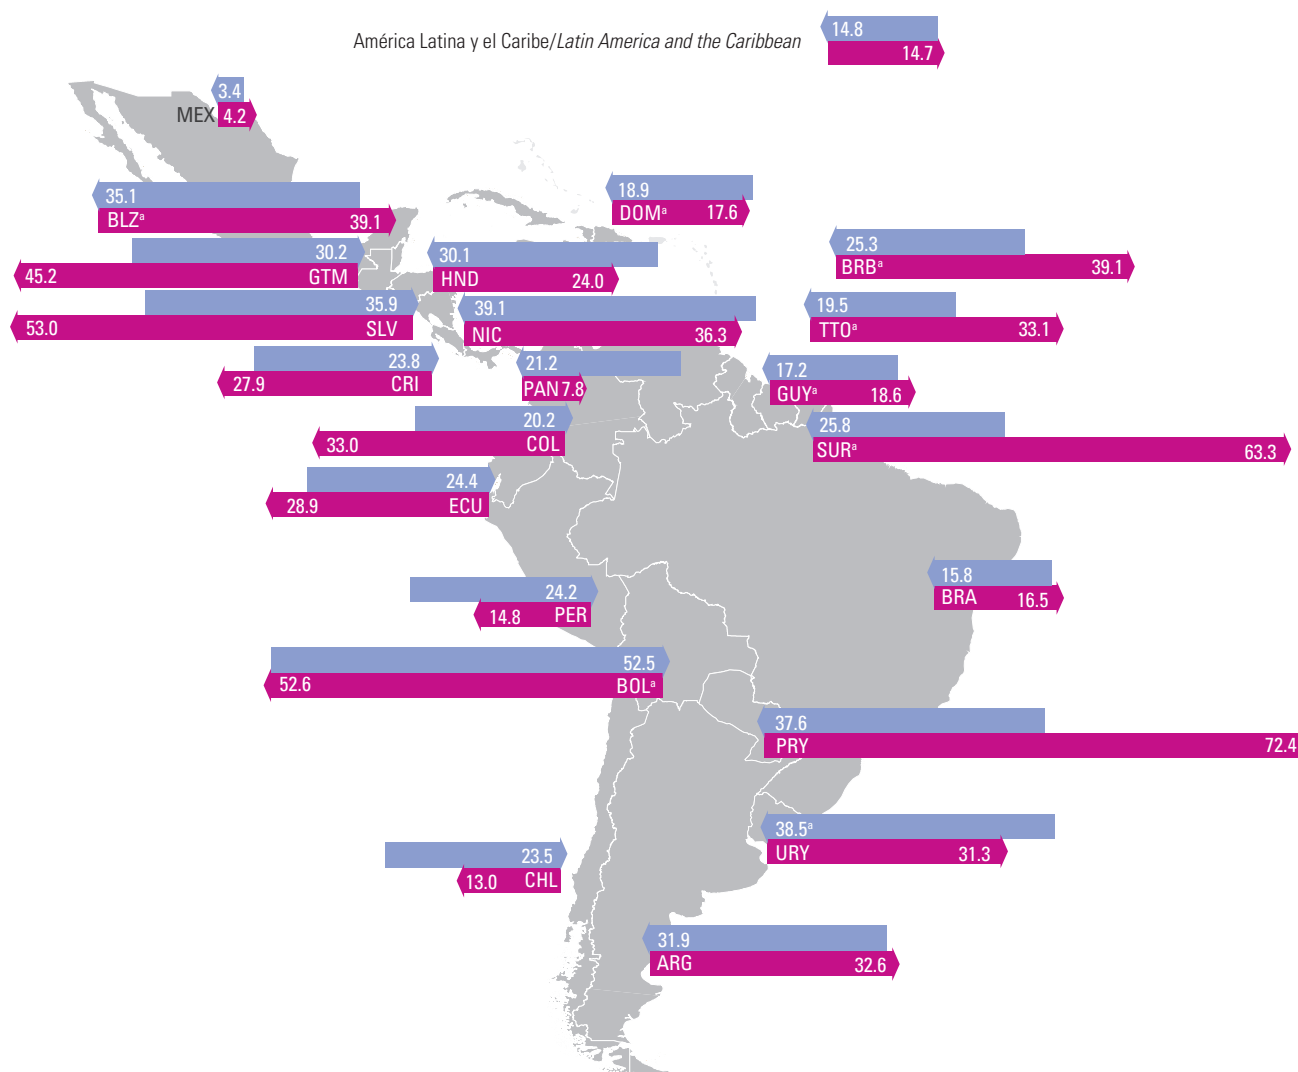 América Latina y el Caribe/Latin America and the Caribbean
14.8
14.7
3.4
MEX 4.2
35.1
BLZᵃ 39.1
18.9
DOMᵃ 17.6
30.2
45.2 GTM
30.1
HND 24.0
25.3
BRBᵃ 39.1
35.9
53.0 SLV
39.1
NIC 36.3
19.5
TTOᵃ 33.1
23.8
27.9 CRI
21.2
PAN 7.8
17.2
GUYᵃ 18.6
20.2
33.0 COL
25.8
SURᵃ 63.3
24.4
28.9 ECU
15.8
BRA 16.5
24.2
14.8 PER
52.5
52.6 BOLᵃ
37.6
PRY 72.4
38.5ᵃ
URY 31.3
23.5
13.0 CHL
31.9
ARG 32.6